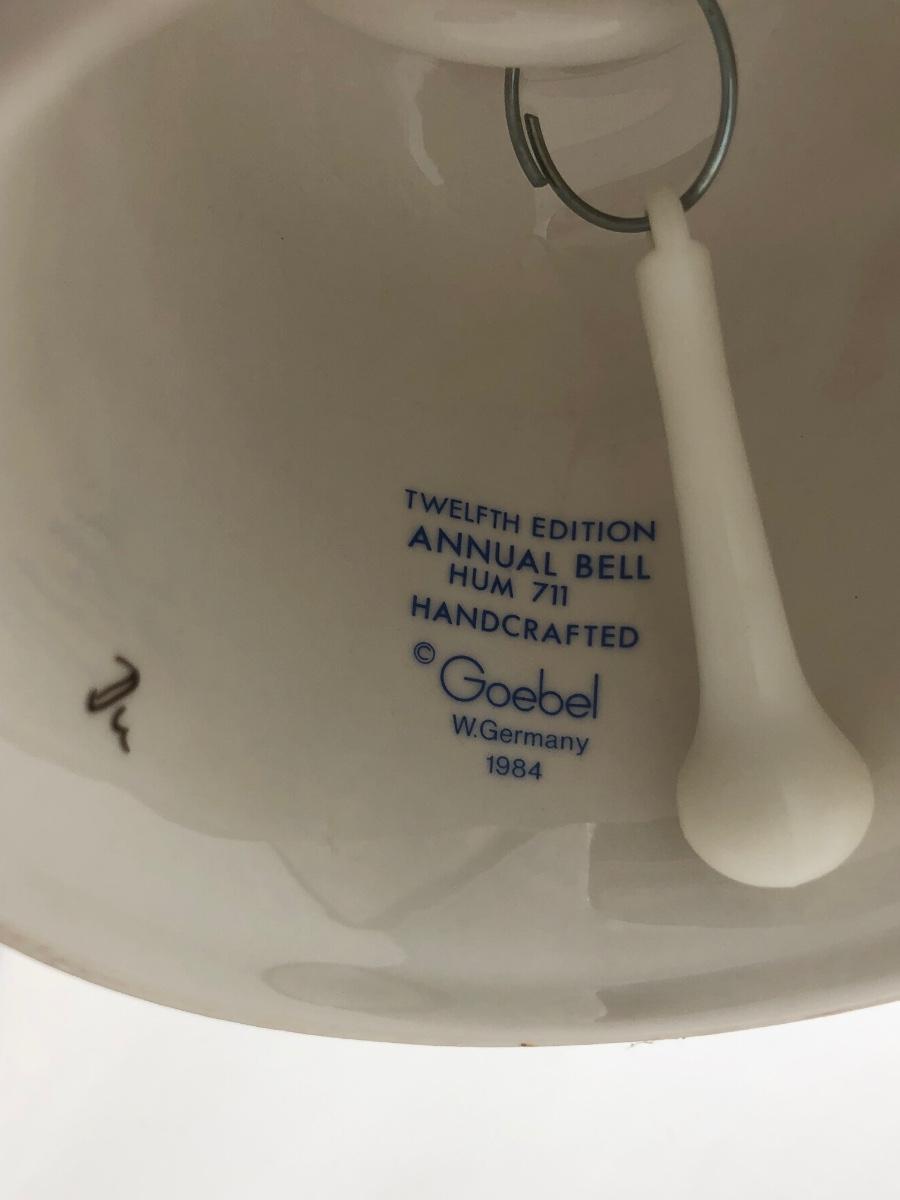 TWELFTH EDITION
ANNUAL BELL
HUM 711
HANDCRAFTED
© Goebel
W.Germany
1984